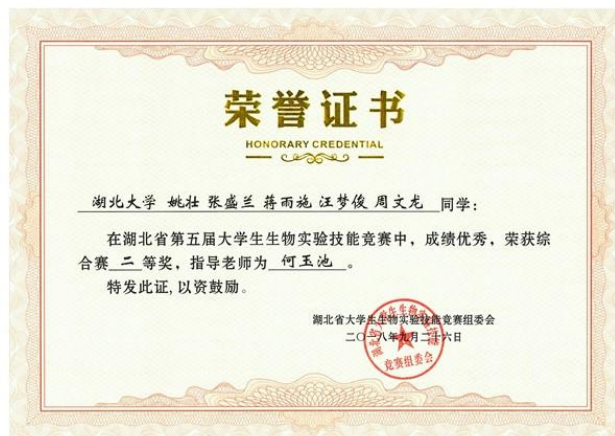 荣誉证书
HONORARY CREDENTIAL
湖北大学 姚壮 张盛兰 蒋雨施 汪梦俊 周文龙 同学:
在湖北省第五届大学生生物实验技能竞赛中,成绩优秀,荣获综
合赛 二 等奖,指导老师为 何玉池 。
特发此证,以资鼓励。
湖北省大学生生物实验技能竞赛组委会
二〇一八年九月二十六日
竞赛组委会